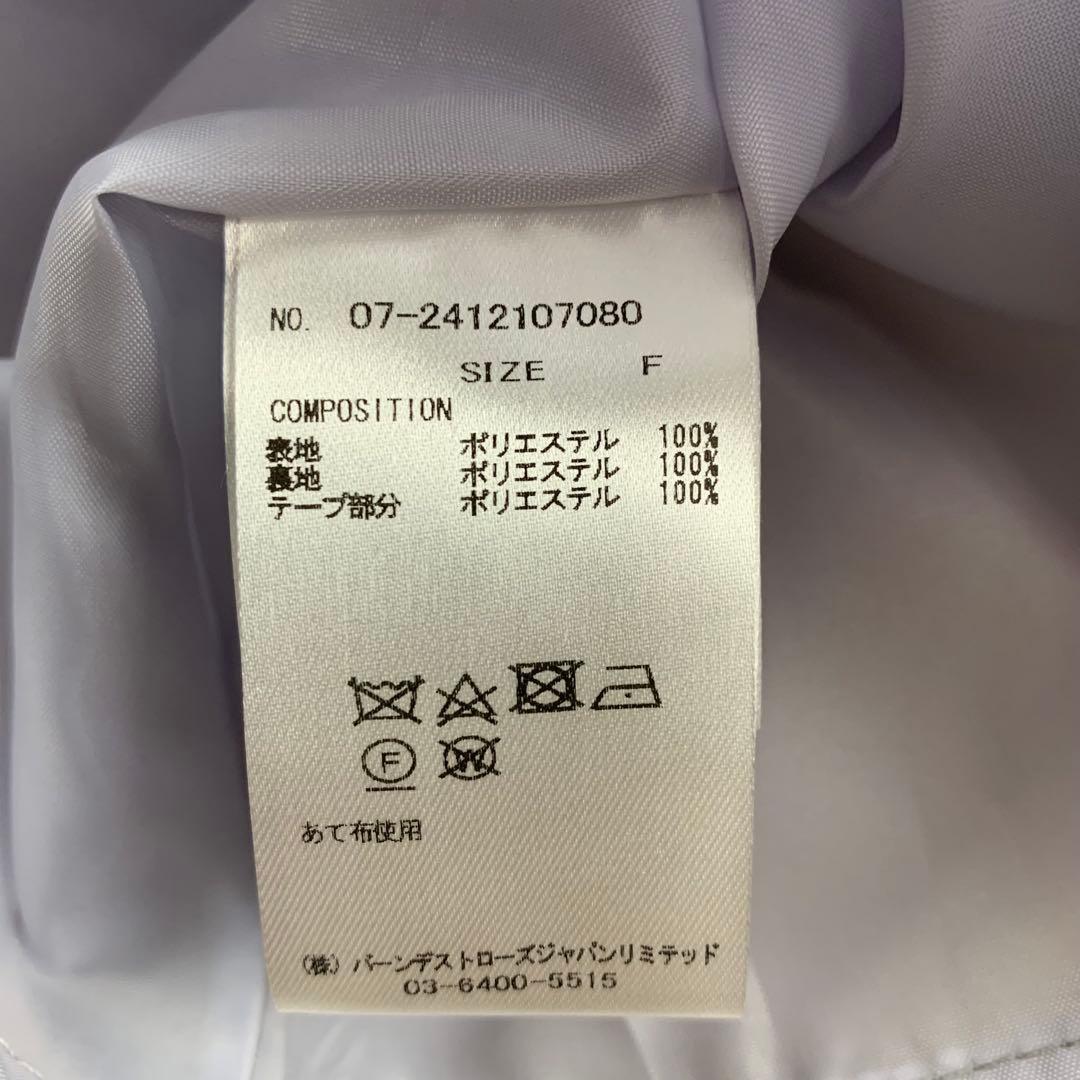 NO. 07-2412107080
SIZE F
COMPOSITION
表地 ポリエステル 100%
裏地 ポリエステル 100%
テープ部分 ポリエステル 100%
F
W
あて布使用
(株) バーンデストローズジャパンリミテッド
03-6400-5515